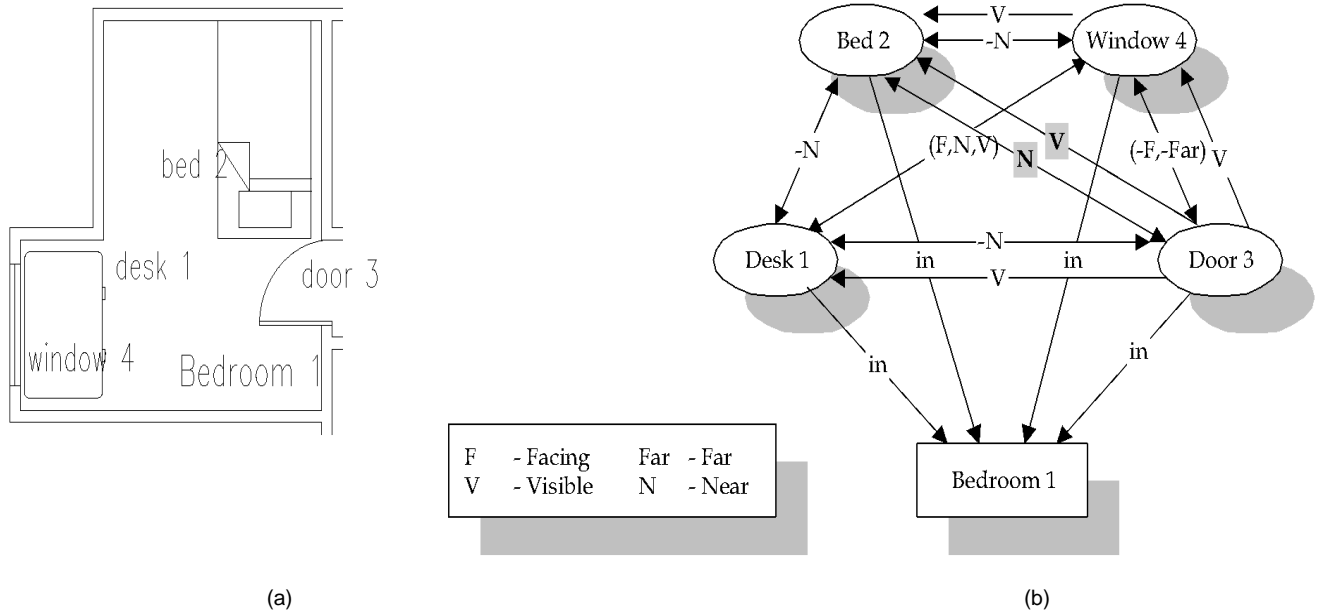 bed 2
desk 1
door 3
window 4
Bedroom 1
V
Bed 2
-N
Window 4
-N
(F,N,V)
N
V
(-F,-Far)
V
Desk 1
-N
Door 3
in
in
V
in
in
F - Facing Far - Far
V - Visible N - Near
Bedroom 1
(a)
(b)